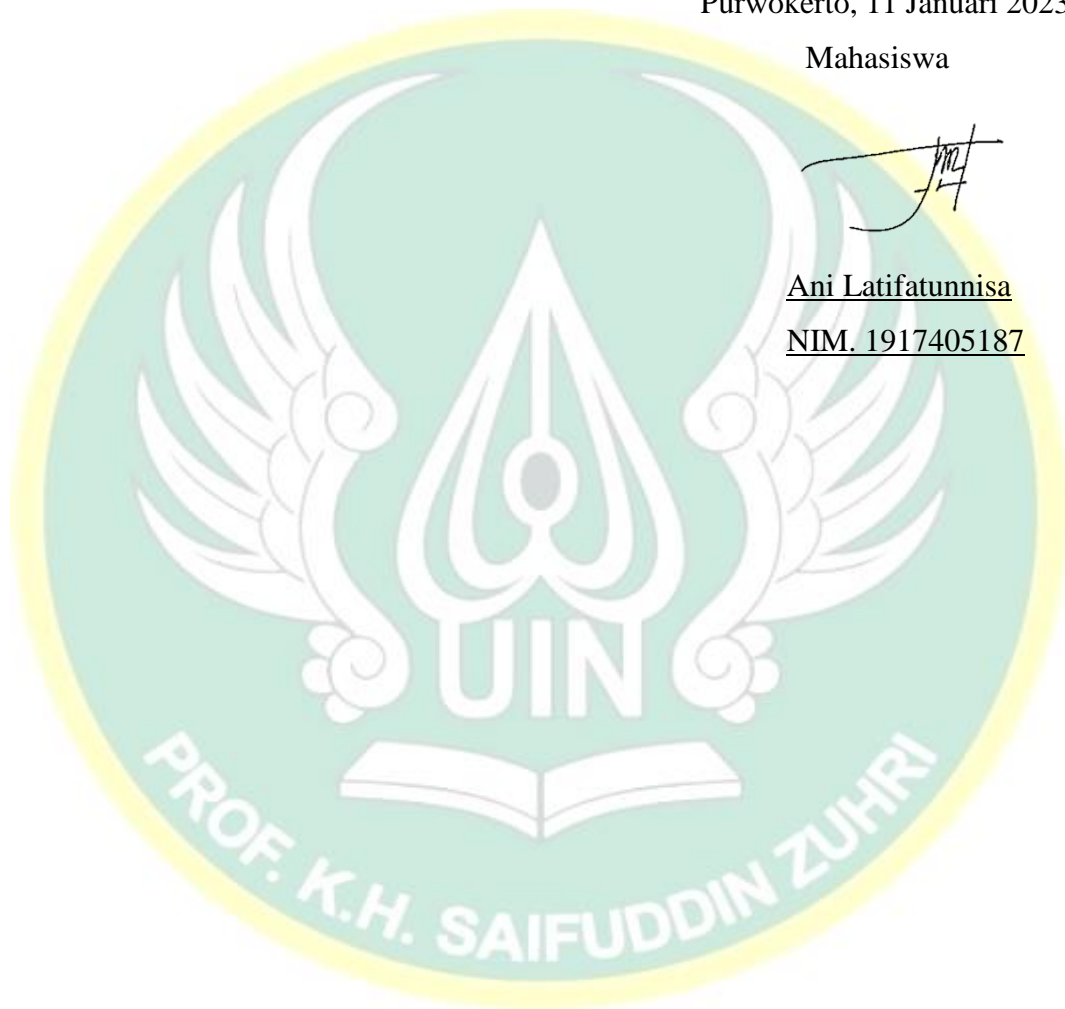 Purwokerto, 11 Januari 2023
Mahasiswa
Ani Latifatunnisa
NIM. 1917405187
UIN
PROF. K.H. SAIFUDDIN ZUHRI